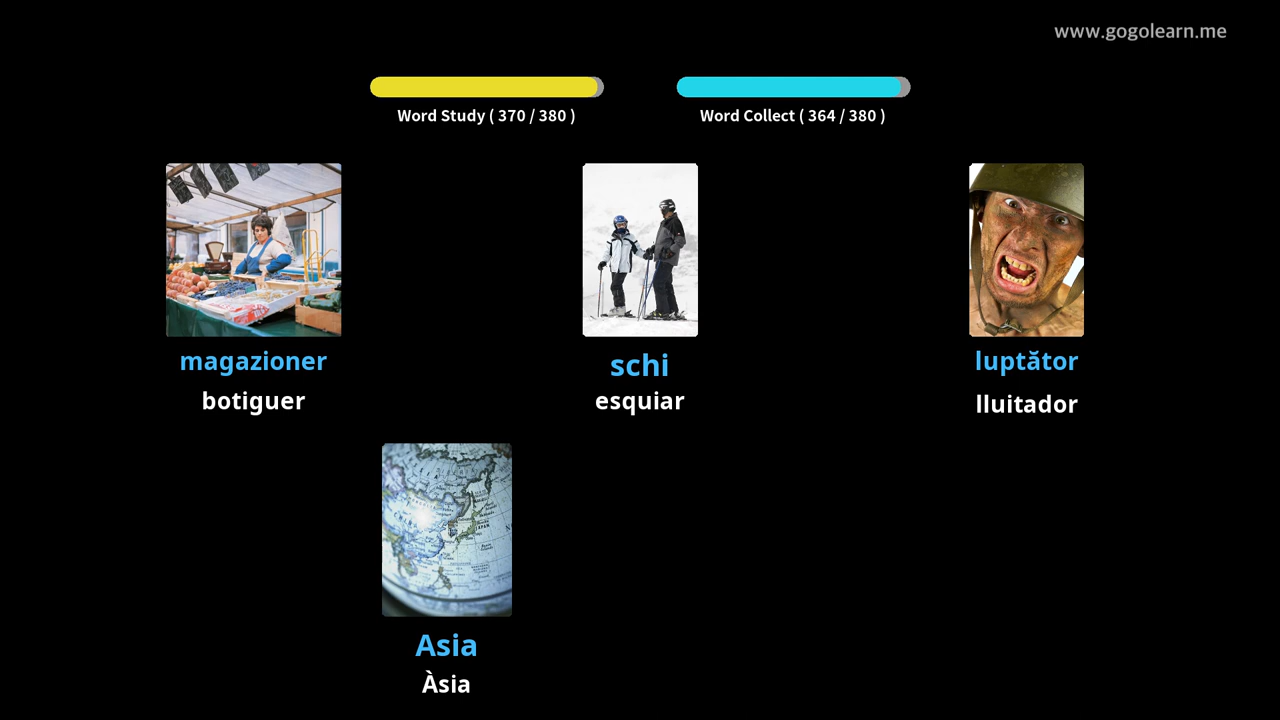 www.gogolearn.me
Word Study ( 370 / 380 )
Word Collect ( 364 / 380 )
magazioner
botiguer
schi
esquiar
luptător
lluitador
Asia
Àsia